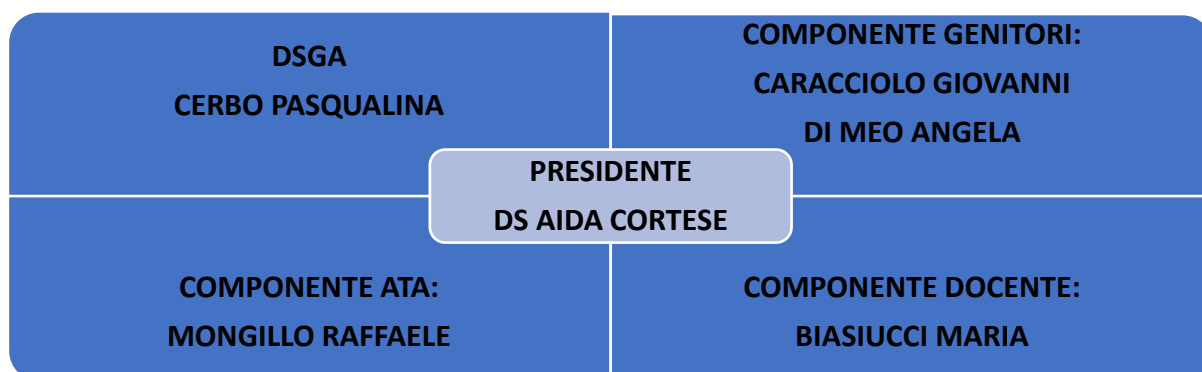 DSGA
CERBO PASQUALINA
COMPONENTE GENITORI:
CARACCIOLO GIOVANNI
DI MEO ANGELA
PRESIDENTE
DS AIDA CORTESE
COMPONENTE ATA:
MONGILLO RAFFAELE
COMPONENTE DOCENTE:
BIASIUCCI MARIA